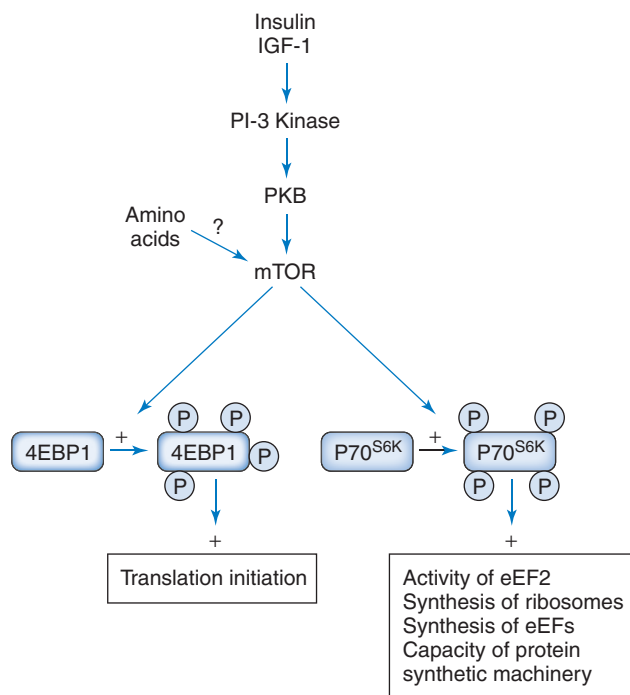 Insulin
IGF-1
PI-3 Kinase
PKB
Amino
acids
?
mTOR
4EBP1
+
P
P
4EBP1
P
P
P70S6K
+
P
P
P70S6K
P
P
+
Translation initiation
+
Activity of eEF2
Synthesis of ribosomes
Synthesis of eEFs
Capacity of protein
synthetic machinery